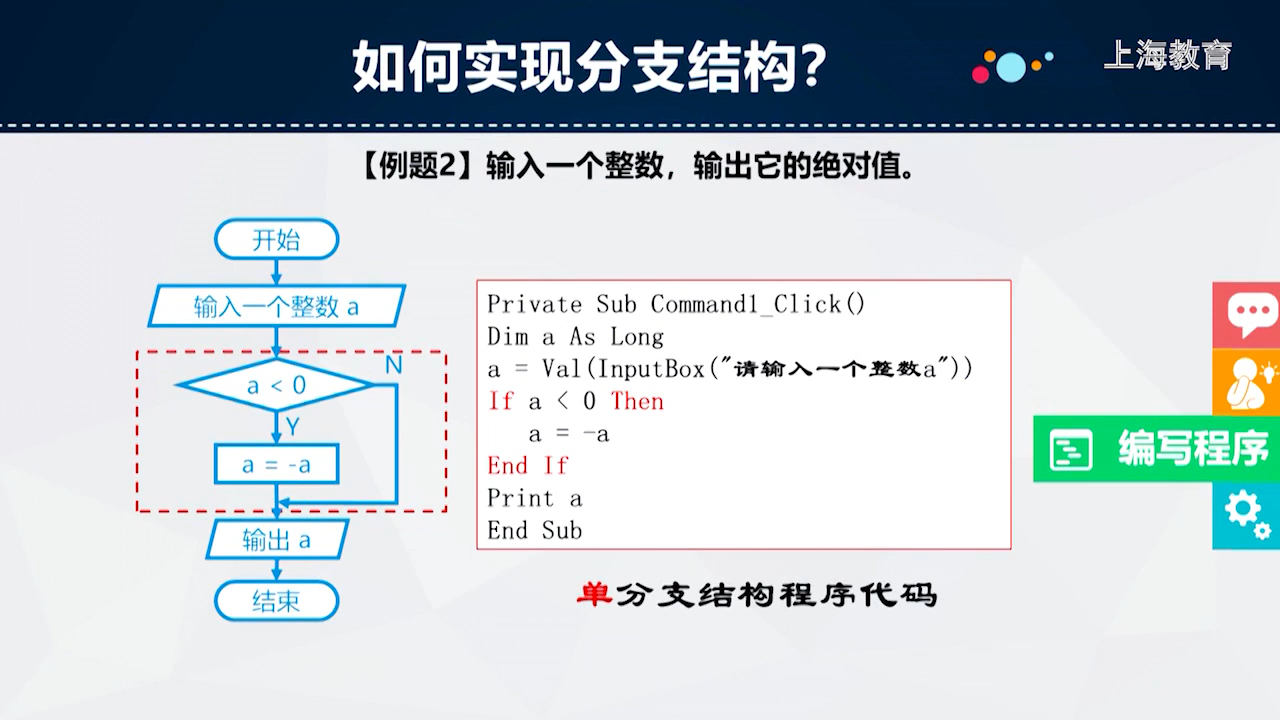 如何实现分支结构?
上海教育
【例题2】输入一个整数，输出它的绝对值。
开始
输入一个整数 a
a < 0
N
Y
a = -a
输出 a
结束
Private Sub Command1_Click()
Dim a As Long
a = Val(InputBox("请输入一个整数a"))
If a < 0 Then
a = -a
End If
Print a
End Sub
单分支结构程序代码
编写程序